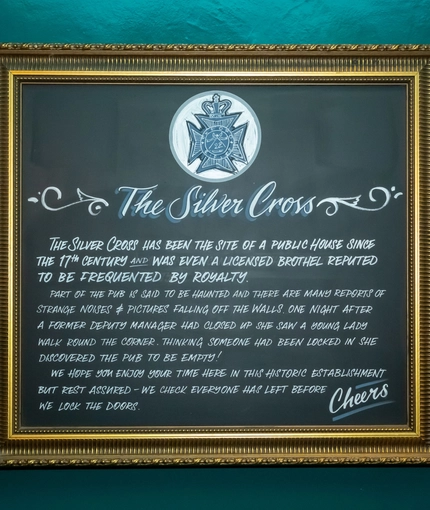 The Silver Cross
THE SILVER CROSS HAS BEEN THE SITE OF A PUBLIC HOUSE SINCE
THE 17th CENTURY AND WAS EVEN A LICENSED BROTHEL REPUTED
TO BE FREQUENTED BY ROYALTY.
PART OF THE PUB IS SAID TO BE HAUNTED AND THERE ARE MANY REPORTS OF
STRANGE NOISES & PICTURES FALLING OFF THE WALLS. ONE NIGHT AFTER
A FORMER DEPUTY MANAGER HAD CLOSED UP SHE SAW A YOUNG LADY
WALK ROUND THE CORNER. THINKING SOMEONE HAD BEEN LOCKED IN SHE
DISCOVERED THE PUB TO BE EMPTY!
WE HOPE YOU ENJOY YOUR TIME HERE IN THIS HISTORIC ESTABLISHMENT
BUT REST ASSURED - WE CHECK EVERYONE HAS LEFT BEFORE
WE LOCK THE DOORS.
Cheers